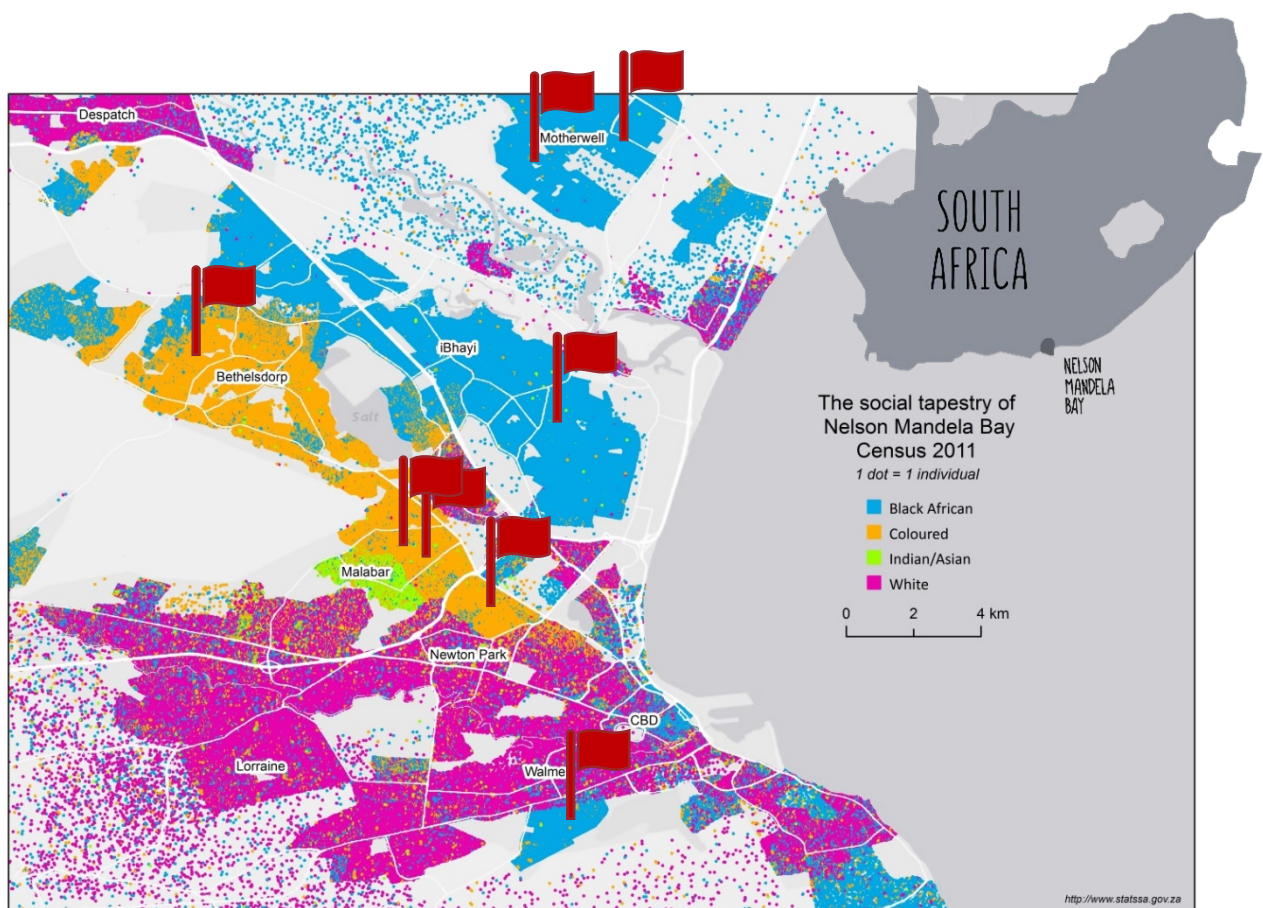 Despatch
Motherwell
SOUTH
AFRICA
iBhayi
Bethelsdorp
NELSON
MANDELA
BAY
Salt
The social tapestry of
Nelson Mandela Bay
Census 2011
1 dot = 1 individual
Black African
Coloured
Indian/Asian
White
Malabar
0 2 4 km
Newton Park
CBD
Lorraine
Walme
http://www.statssa.gov.za